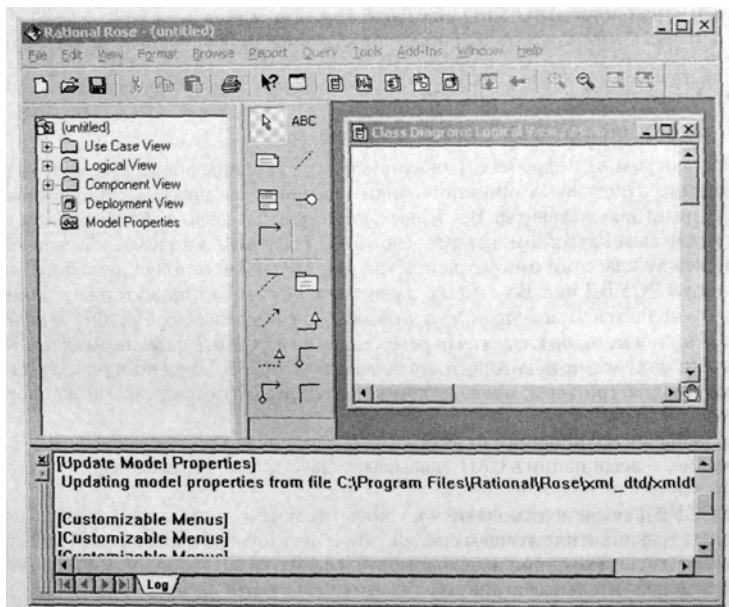 Rational Rose - (untitled)
File Edit View Format Browse Report Query Tools Add-Ins Window Help
(untitled)
Use Case View
Logical View
Component View
Deployment View
Model Properties
ABC
Class Diagram: Logical View /
[Update Model Properties]
Updating model properties from file C:\Program Files\Rational\Rose\xml_dtd/xmldt
[Customizable Menus]
[Customizable Menus]
[Customizable Menus]
Log